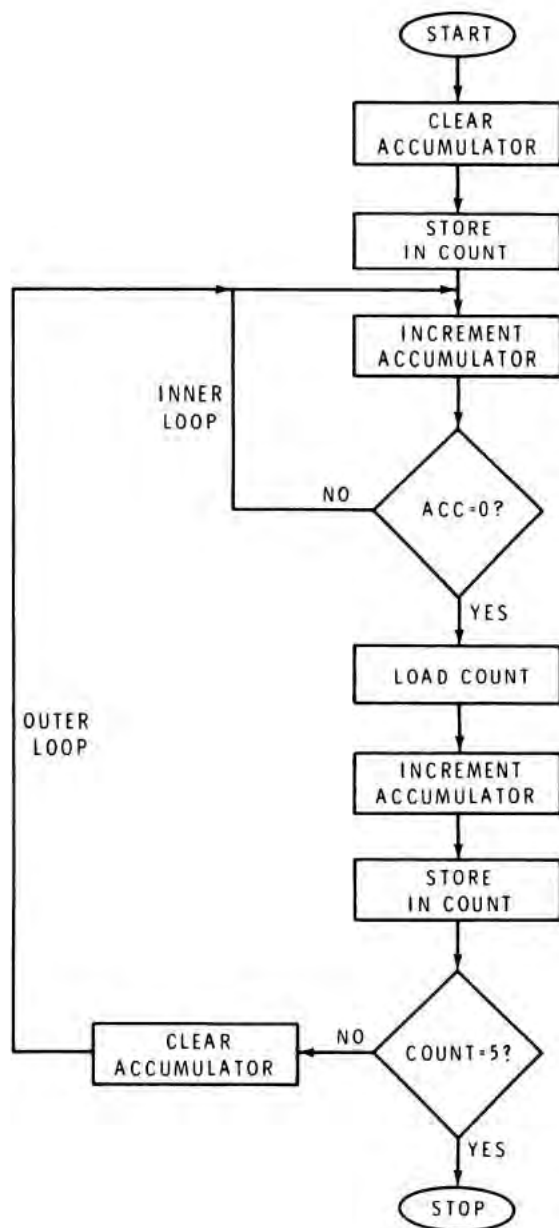 START
CLEAR
ACCUMULATOR
STORE
IN COUNT
INCREMENT
ACCUMULATOR
INNER
LOOP
NO
ACC=0?
YES
LOAD COUNT
OUTER
LOOP
INCREMENT
ACCUMULATOR
STORE
IN COUNT
CLEAR
ACCUMULATOR
NO
COUNT=5?
YES
STOP